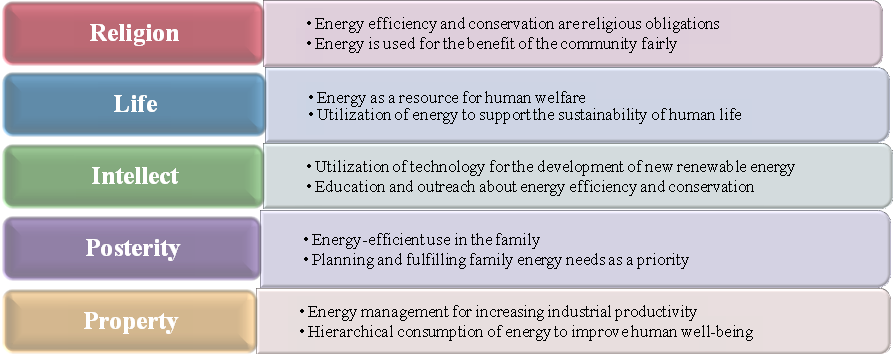 Religion
• Energy efficiency and conservation are religious obligations
• Energy is used for the benefit of the community fairly
Life
• Energy as a resource for human welfare
• Utilization of energy to support the sustainability of human life
Intellect
• Utilization of technology for the development of new renewable energy
• Education and outreach about energy efficiency and conservation
Posterity
• Energy-efficient use in the family
• Planning and fulfilling family energy needs as a priority
Property
• Energy management for increasing industrial productivity
• Hierarchical consumption of energy to improve human well-being